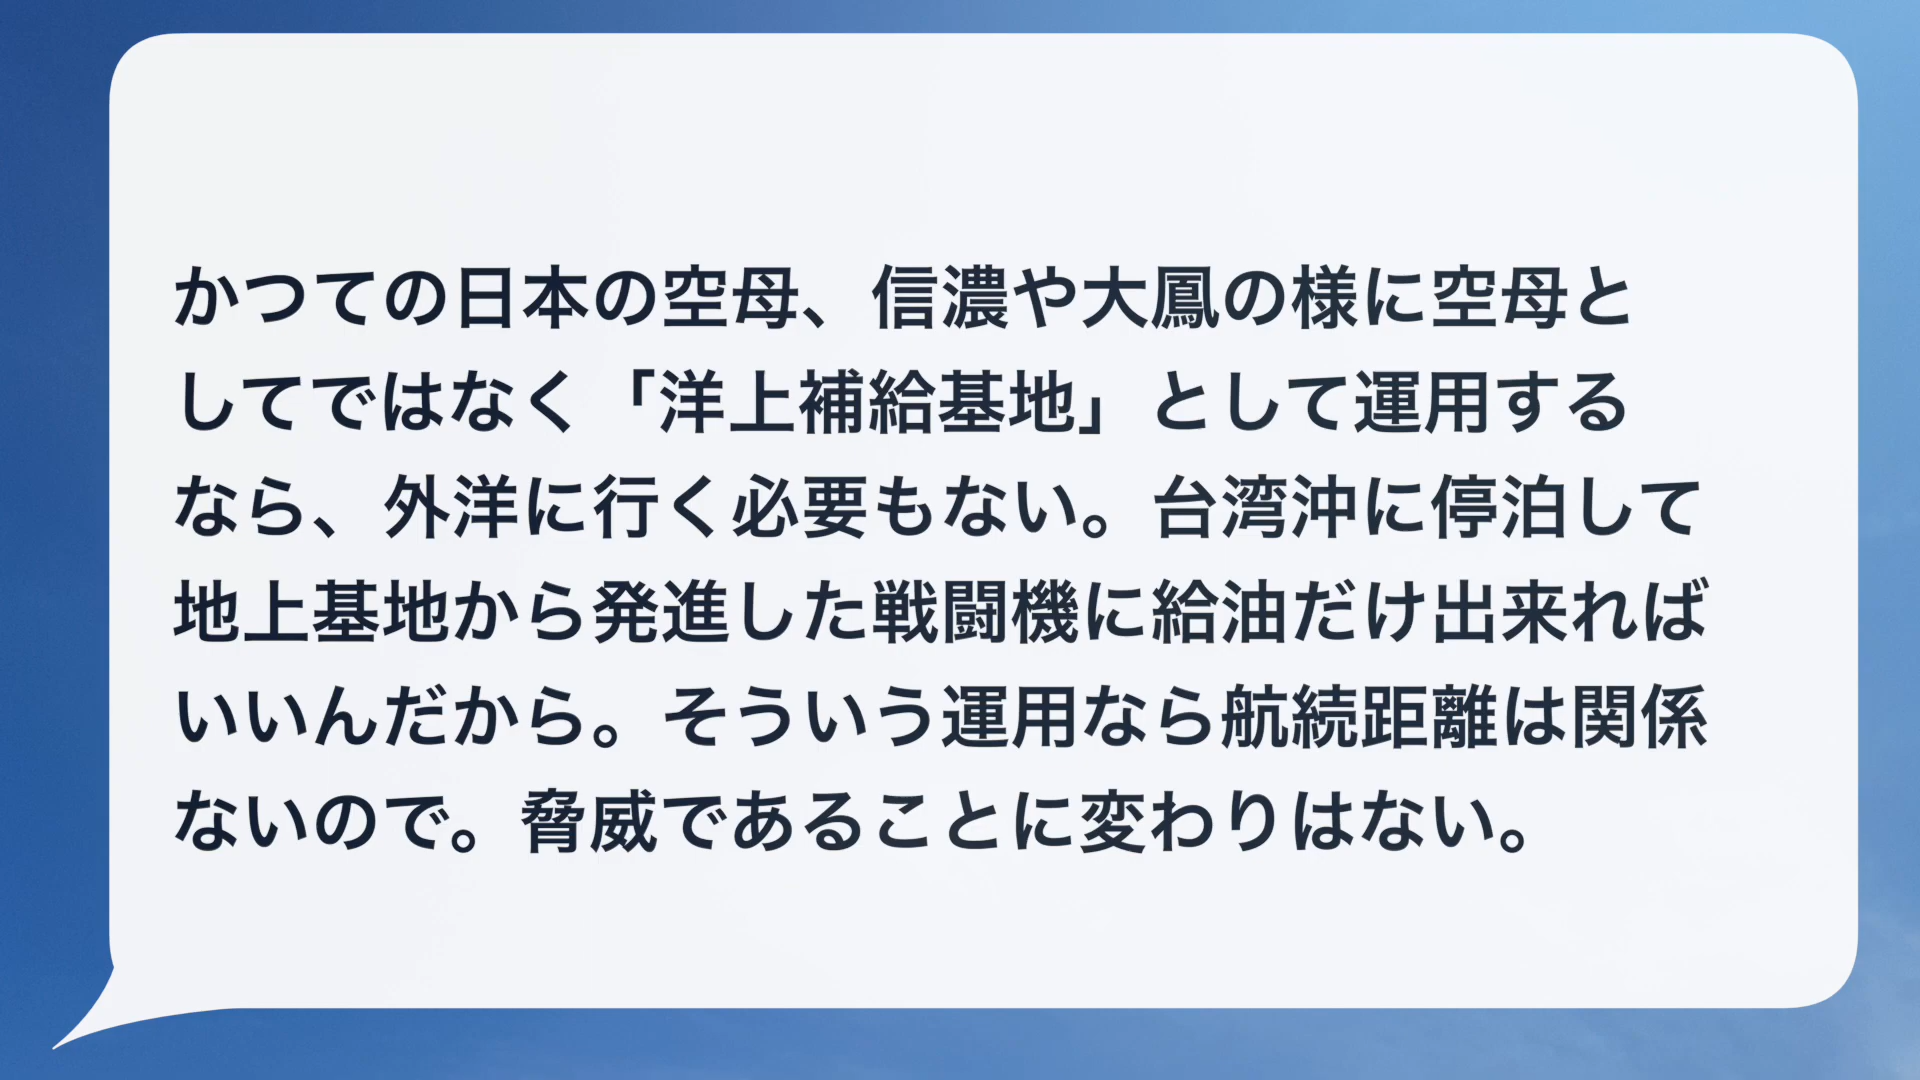 かつての日本の空母、信濃や大鳳の様に空母と
してではなく「洋上補給基地」として運用する
なら、外洋に行く必要もない。台湾沖に停泊して
地上基地から発進した戦闘機に給油だけ出来れば
いいんだから。そういう運用なら航続距離は関係
ないので。脅威であることに変わりはない。